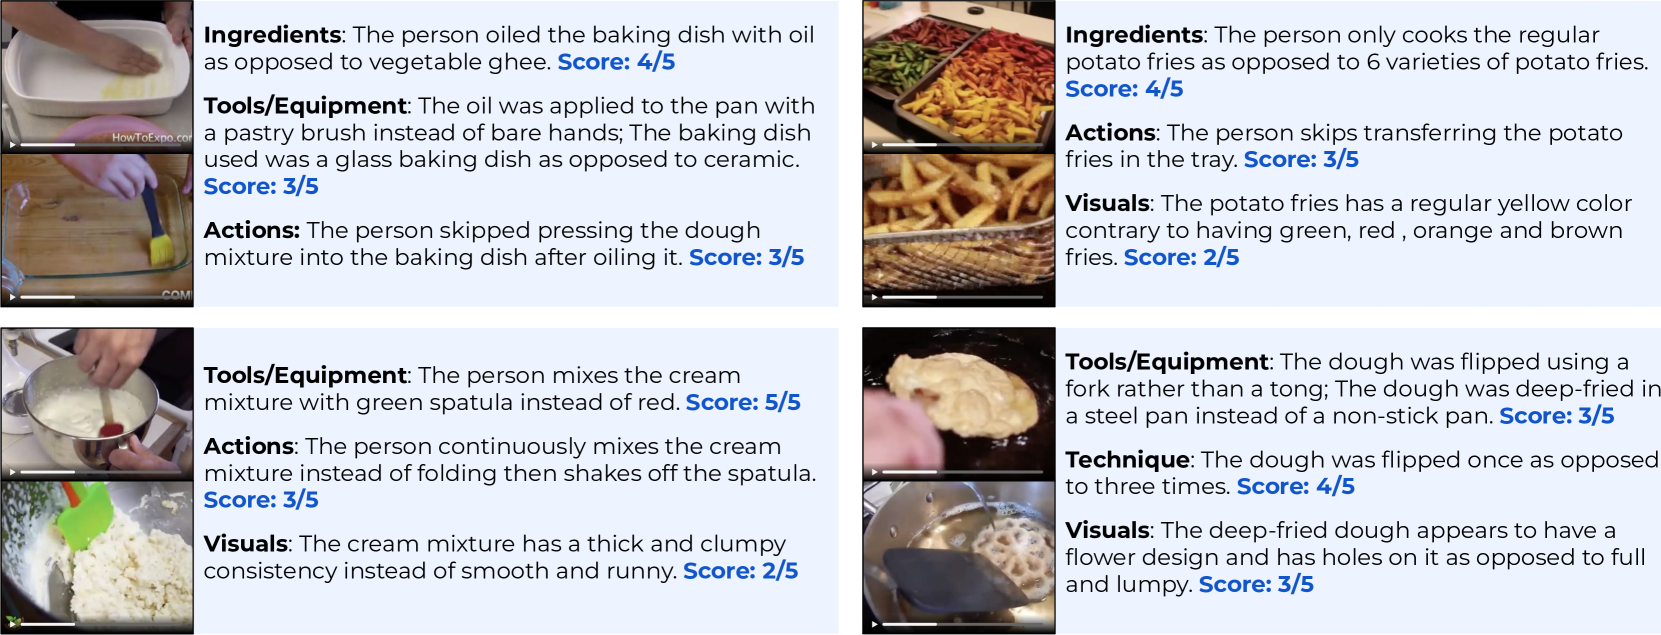 Ingredients: The person oiled the baking dish with oil
as opposed to vegetable ghee. Score: 4/5
Tools/Equipment: The oil was applied to the pan with
a pastry brush instead of bare hands; The baking dish
used was a glass baking dish as opposed to ceramic.
Score: 3/5
Actions: The person skipped pressing the dough
mixture into the baking dish after oiling it. Score: 3/5
HowToExpo.cor
COM
Ingredients: The person only cooks the regular
potato fries as opposed to 6 varieties of potato fries.
Score: 4/5
Actions: The person skips transferring the potato
fries in the tray. Score: 3/5
Visuals: The potato fries has a regular yellow color
contrary to having green, red , orange and brown
fries. Score: 2/5
Tools/Equipment: The person mixes the cream
mixture with green spatula instead of red. Score: 5/5
Actions: The person continuously mixes the cream
mixture instead of folding then shakes off the spatula.
Score: 3/5
Visuals: The cream mixture has a thick and clumpy
consistency instead of smooth and runny. Score: 2/5
Tools/Equipment: The dough was flipped using a
fork rather than a tong; The dough was deep-fried in
a steel pan instead of a non-stick pan. Score: 3/5
Technique: The dough was flipped once as opposed
to three times. Score: 4/5
Visuals: The deep-fried dough appears to have a
flower design and has holes on it as opposed to full
and lumpy. Score: 3/5